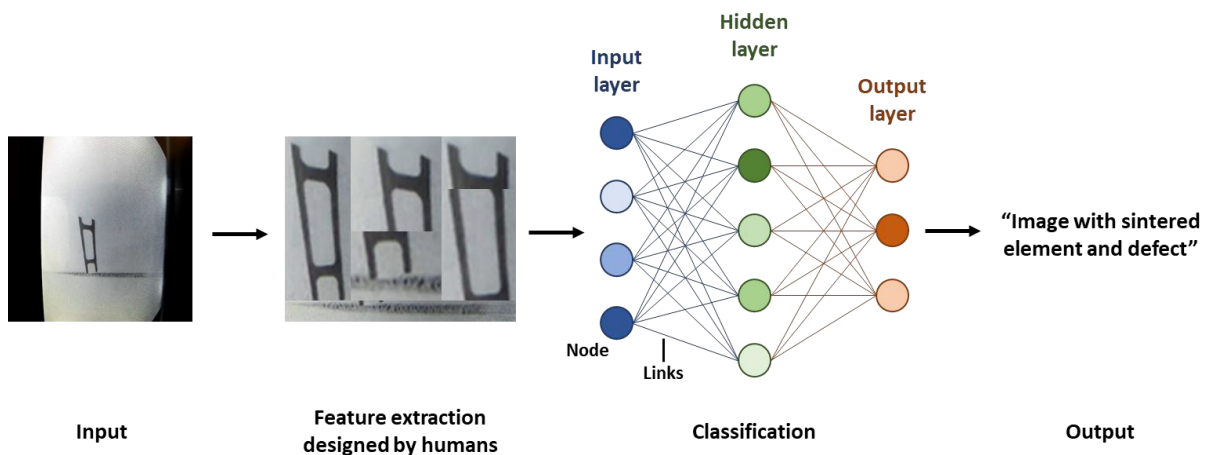 Hidden
layer
Input
layer
Output
layer
“Image with sintered
element and defect”
Node
Links
Input
Feature extraction
designed by humans
Classification
Output